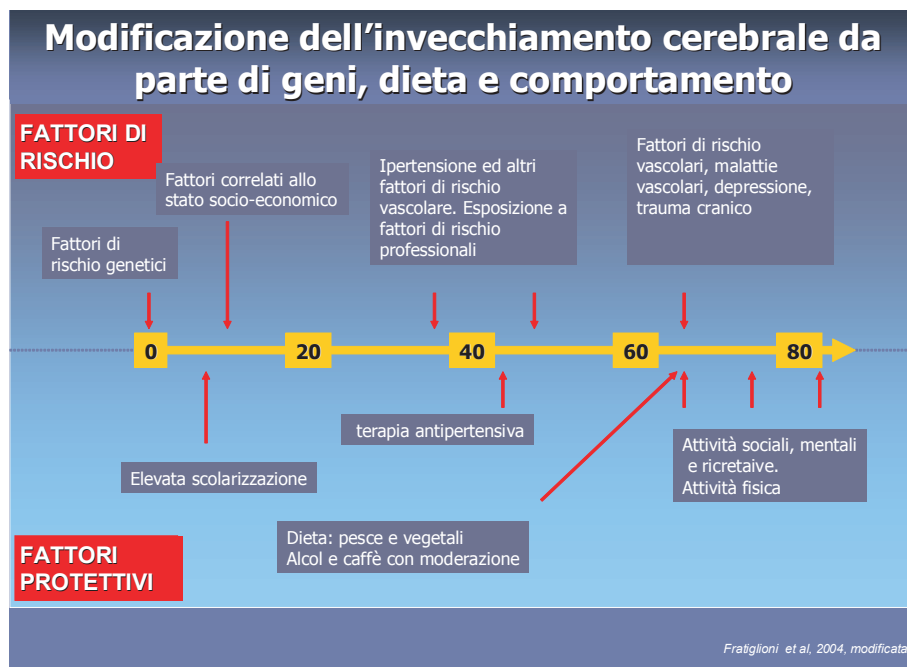 Modificazione dell'invecchiamento cerebrale da
parte di geni, dieta e comportamento
FATTORI DI
RISCHIO
Fattori di
rischio genetici
Fattori correlati allo
stato socio-economico
Ipertensione ed altri
fattori di rischio
vascolare. Esposizione a
fattori di rischio
professionali
Fattori di rischio
vascolari, malattie
vascolari, depressione,
trauma cranico
0
20
40
60
80
Elevata scolarizzazione
terapia antipertensiva
Dieta: pesce e vegetali
Alcol e caffè con moderazione
Attività sociali, mentali
e ricretaive.
Attività fisica
FATTORI
PROTETTIVI
Fratiglioni et al, 2004, modificata